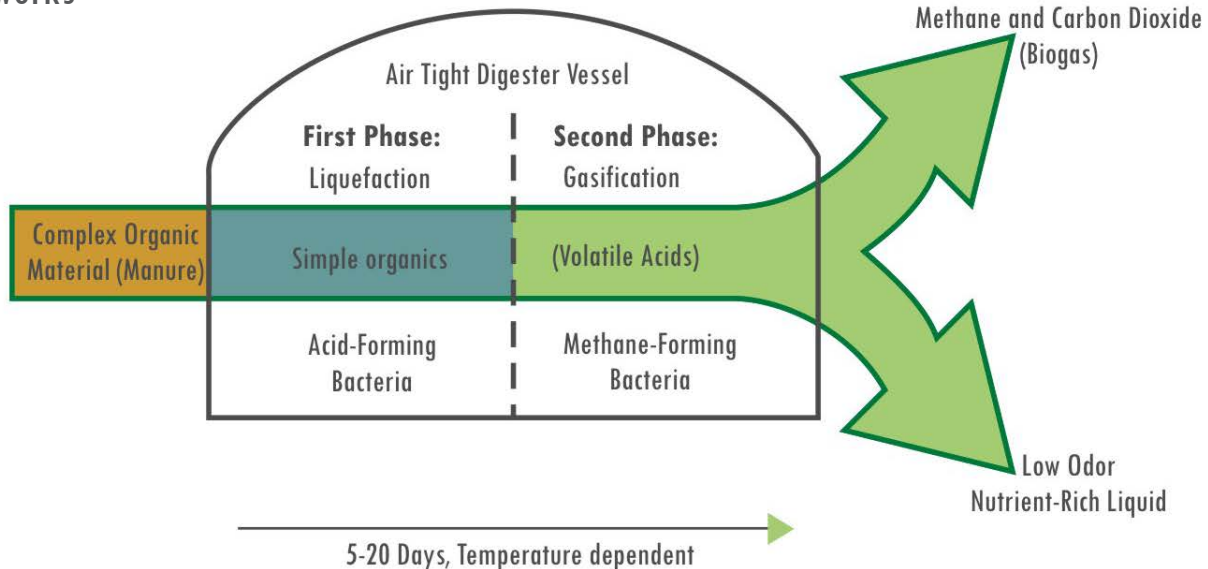 Methane and Carbon Dioxide
(Biogas)
Air Tight Digester Vessel
First Phase:
Liquefaction
Second Phase:
Gasification
Complex Organic
Material (Manure)
Simple organics
(Volatile Acids)
Acid-Forming
Bacteria
Methane-Forming
Bacteria
Low Odor
Nutrient-Rich Liquid
5-20 Days, Temperature dependent